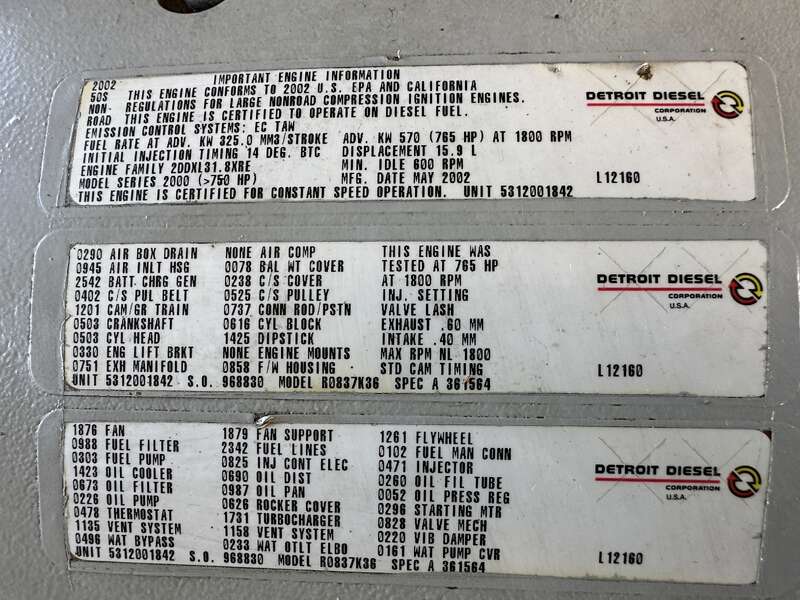 2002 IMPORTANT ENGINE INFORMATION
50S THIS ENGINE CONFORMS TO 2002 U.S. EPA AND CALIFORNIA
NON- REGULATIONS FOR LARGE NONROAD COMPRESSION IGNITION ENGINES.
ROAD THIS ENGINE IS CERTIFIED TO OPERATE ON DIESEL FUEL.
EMISSION CONTROL SYSTEMS: EC TAW
FUEL RATE AT ADV. KW 325.0 MM3/STROKE ADV. KW 570 (765 HP) AT 1800 RPM
INITIAL INJECTION TIMING 14 DEG. BTC DISPLACEMENT 15.9 L
ENGINE FAMILY 2DDXL31.8XRE MIN. IDLE 600 RPM
MODEL SERIES 2000 (>750 HP) MFG. DATE MAY 2002
THIS ENGINE IS CERTIFIED FOR CONSTANT SPEED OPERATION. UNIT 5312001842
DETROIT DIESEL
CORPORATION
U.S.A.
L12160
0290 AIR BOX DRAIN NONE AIR COMP THIS ENGINE WAS
0945 AIR INLT HSG 0078 BAL WT COVER TESTED AT 765 HP
2542 BATT CHRG GEN 0238 C/S COVER AT 1800 RPM
0402 C/S PUL BELT 0525 C/S PULLEY INJ. SETTING
1201 CAM/GR TRAIN 0737 CONN ROD/PSTN VALVE LASH
0503 CRANKSHAFT 0616 CYL BLOCK EXHAUST .60 MM
0503 CYL HEAD 1425 DIPSTICK INTAKE .40 MM
0330 ENG LIFT BRKT NONE ENGINE MOUNTS MAX RPM NL 1800
0751 EXH MANIFOLD 0858 F/W HOUSING STD CAM TIMING
UNIT 5312001842 S.O. 968830 MODEL R0837K36 SPEC A 361564
DETROIT DIESEL
CORPORATION
U.S.A.
L12160
1876 FAN 1879 FAN SUPPORT 1261 FLYWHEEL
0988 FUEL FILTER 2342 FUEL LINES 0102 FUEL MAN CONN
0303 FUEL PUMP 0825 INJ CONT ELEC 0471 INJECTOR
1423 OIL COOLER 0690 OIL DIST 0260 OIL FIL TUBE
0673 OIL FILTER 0987 OIL PAN 0052 OIL PRESS REG
0226 OIL PUMP 0626 ROCKER COVER 0296 STARTING MTR
0478 THERMOSTAT 1731 TURBOCHARGER 0828 VALVE MECH
1135 VENT SYSTEM 1158 VENT SYSTEM 0220 VIB DAMPER
0496 WAT BYPASS 0233 WAT OTLT ELBO 0161 WAT PUMP CVR
UNIT 5312001842 S.O. 968830 MODEL R0837K36 SPEC A 361564
DETROIT DIESEL
CORPORATION
U.S.A.
L12160